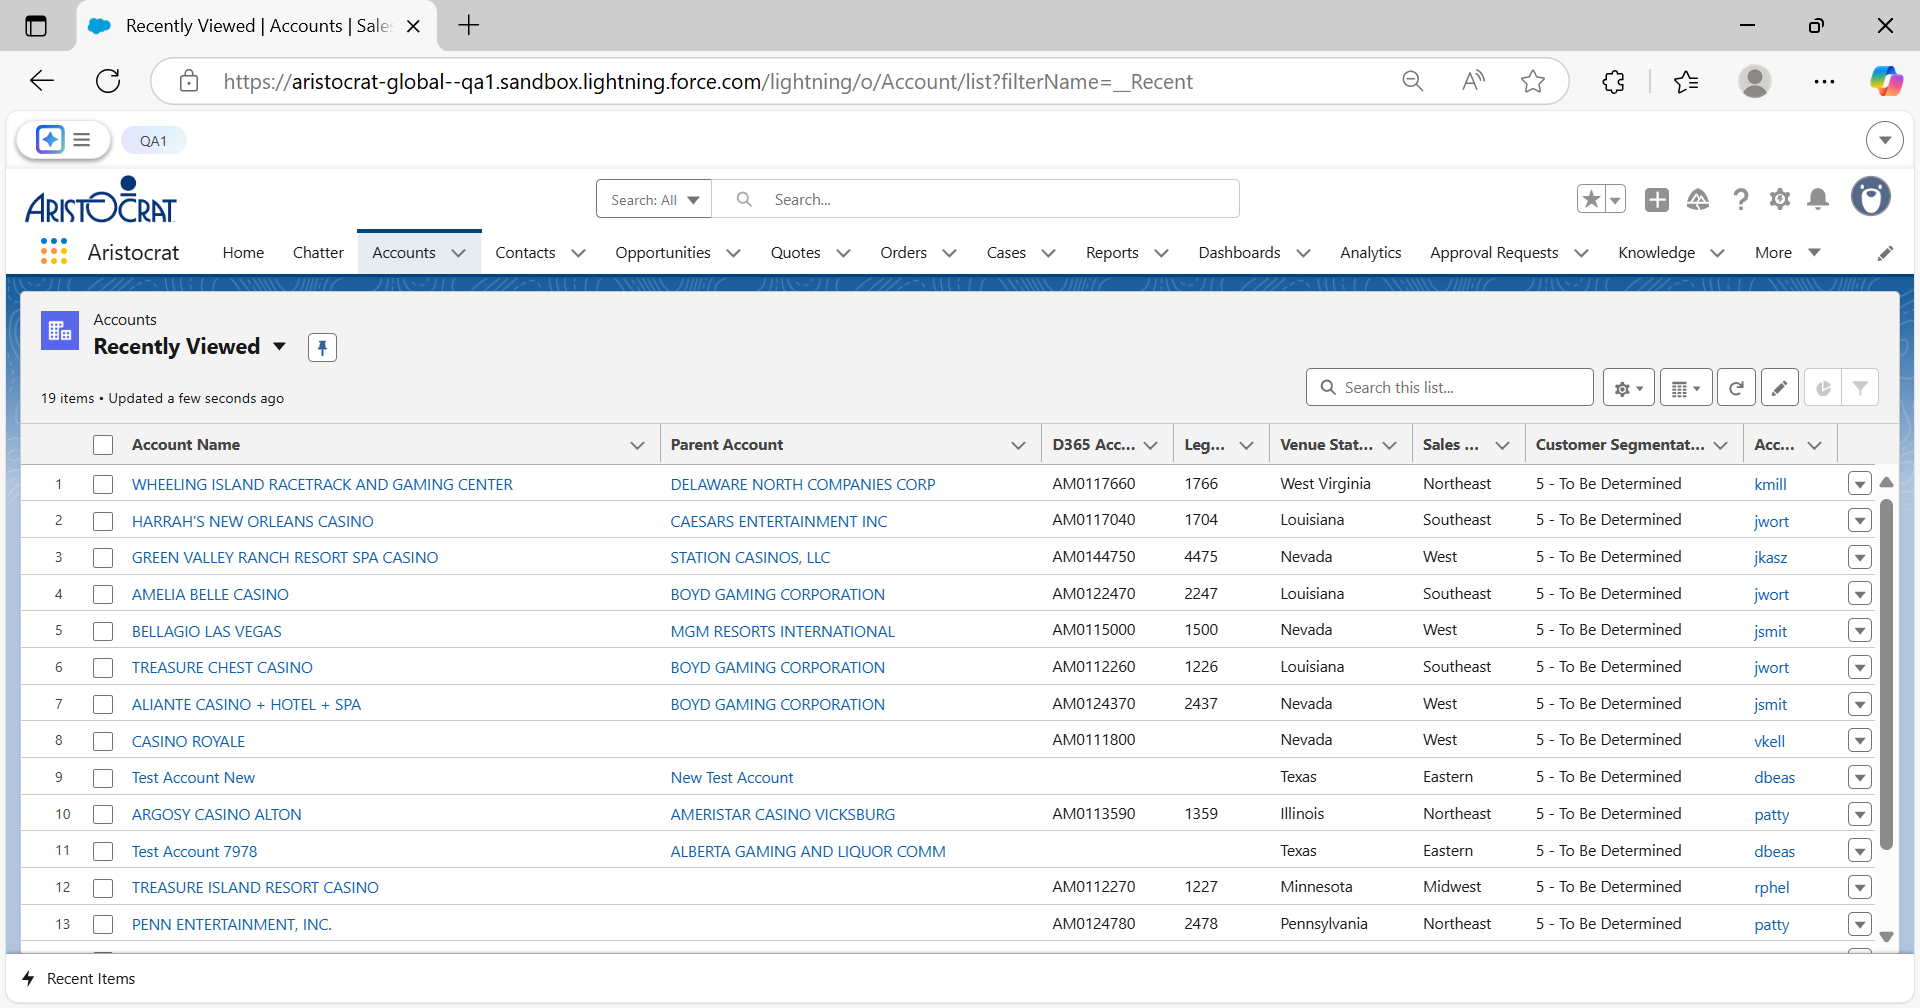 Recently Viewed | Accounts | Sales
https://aristocrat-global--qa1.sandbox.lightning.force.com/lightning/o/Account/list?filterName=__Recent
QA1
ARISTOCRAT
Search: All
Search...
Aristocrat Home Chatter Accounts Contacts Opportunities Quotes Orders Cases Reports Dashboards Analytics Approval Requests Knowledge More
Accounts
Recently Viewed
19 items • Updated a few seconds ago
Search this list...
Account Name Parent Account D365 Acc... Leg... Venue Stat... Sales ... Customer Segmentat... Acc...
1 WHEELING ISLAND RACETRACK AND GAMING CENTER DELAWARE NORTH COMPANIES CORP AM0117660 1766 West Virginia Northeast 5 - To Be Determined kmill
2 HARRAH'S NEW ORLEANS CASINO CAESARS ENTERTAINMENT INC AM0117040 1704 Louisiana Southeast 5 - To Be Determined jwort
3 GREEN VALLEY RANCH RESORT SPA CASINO STATION CASINOS, LLC AM0144750 4475 Nevada West 5 - To Be Determined jkasz
4 AMELIA BELLE CASINO BOYD GAMING CORPORATION AM0122470 2247 Louisiana Southeast 5 - To Be Determined jwort
5 BELLAGIO LAS VEGAS MGM RESORTS INTERNATIONAL AM0115000 1500 Nevada West 5 - To Be Determined jsmit
6 TREASURE CHEST CASINO BOYD GAMING CORPORATION AM0112260 1226 Louisiana Southeast 5 - To Be Determined jwort
7 ALIANTE CASINO + HOTEL + SPA BOYD GAMING CORPORATION AM0124370 2437 Nevada West 5 - To Be Determined jsmit
8 CASINO ROYALE AM0111800 Nevada West 5 - To Be Determined vkell
9 Test Account New New Test Account Texas Eastern 5 - To Be Determined dbeas
10 ARGOSY CASINO ALTON AMERISTAR CASINO VICKSBURG AM0113590 1359 Illinois Northeast 5 - To Be Determined patty
11 Test Account 7978 ALBERTA GAMING AND LIQUOR COMM Texas Eastern 5 - To Be Determined dbeas
12 TREASURE ISLAND RESORT CASINO AM0112270 1227 Minnesota Midwest 5 - To Be Determined rphel
13 PENN ENTERTAINMENT, INC. AM0124780 2478 Pennsylvania Northeast 5 - To Be Determined patty
Recent Items